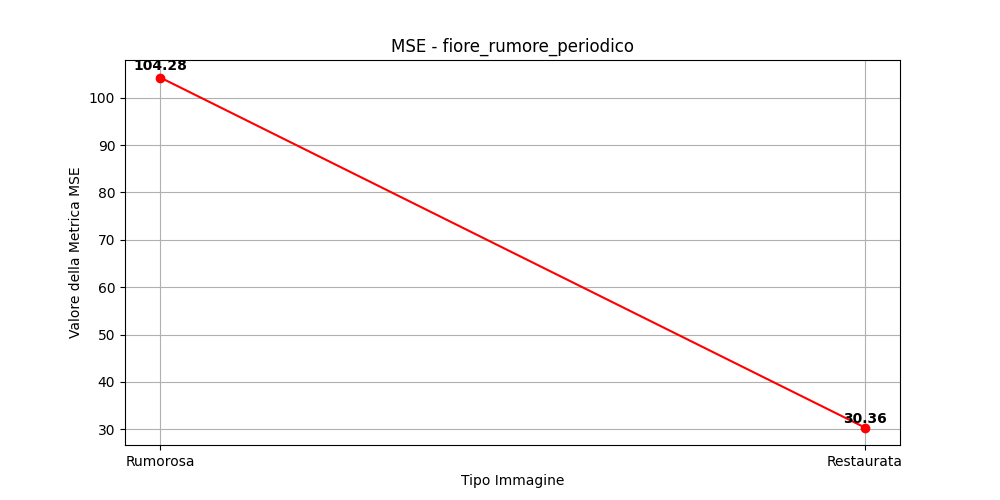 MSE - fiore_rumore_periodico
104.28
100
90
80
70
60
50
40
30
Valore della Metrica MSE
30.36
Rumorosa
Restaurata
Tipo Immagine